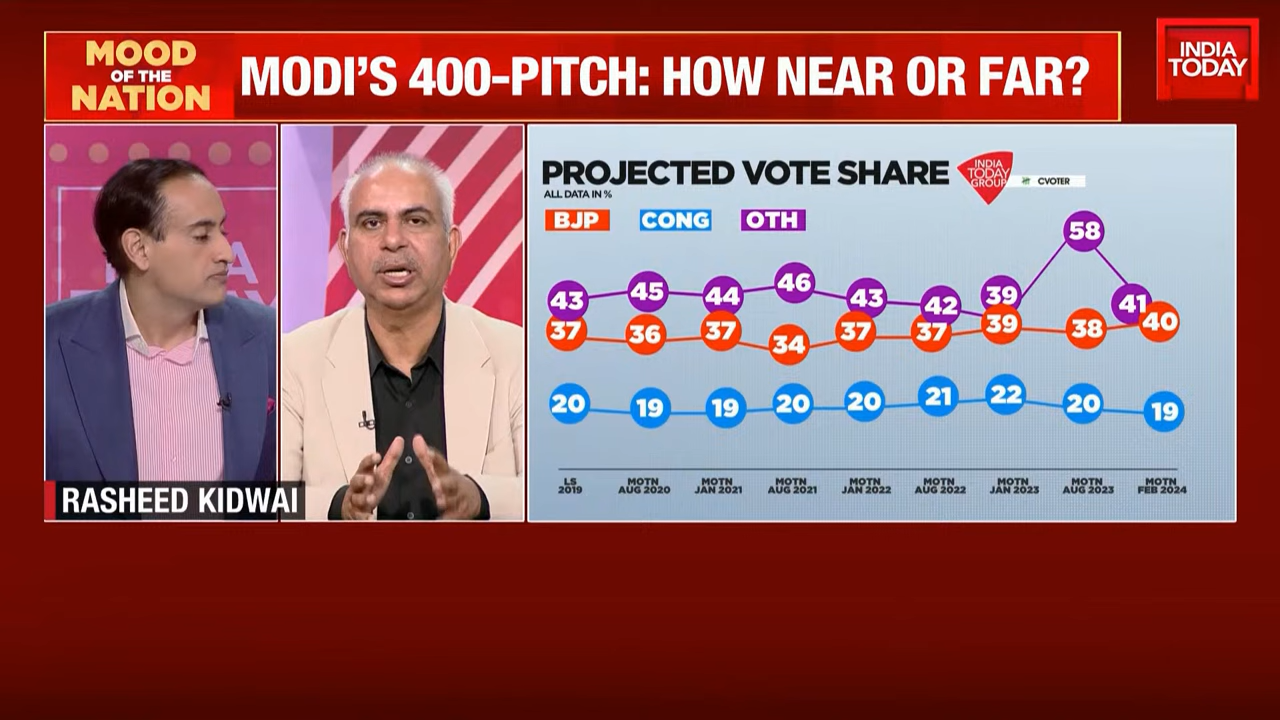 MOOD
OF THE
NATION
MODI'S 400-PITCH: HOW NEAR OR FAR?
INDIA
TODAY
PROJECTED VOTE SHARE
INDIA
TODAY
GROUP
CVOTER
ALL DATA IN %
BJP CONG OTH
43 45 44 46 43 42 39 58 41
37 36 37 34 37 37 39 38 40
20 19 19 20 20 21 22 20 19
LS
2019
MOTN
AUG 2020
MOTN
JAN 2021
MOTN
AUG 2021
MOTN
JAN 2022
MOTN
AUG 2022
MOTN
JAN 2023
MOTN
AUG 2023
MOTN
FEB 2024
RASHEED KIDWAI